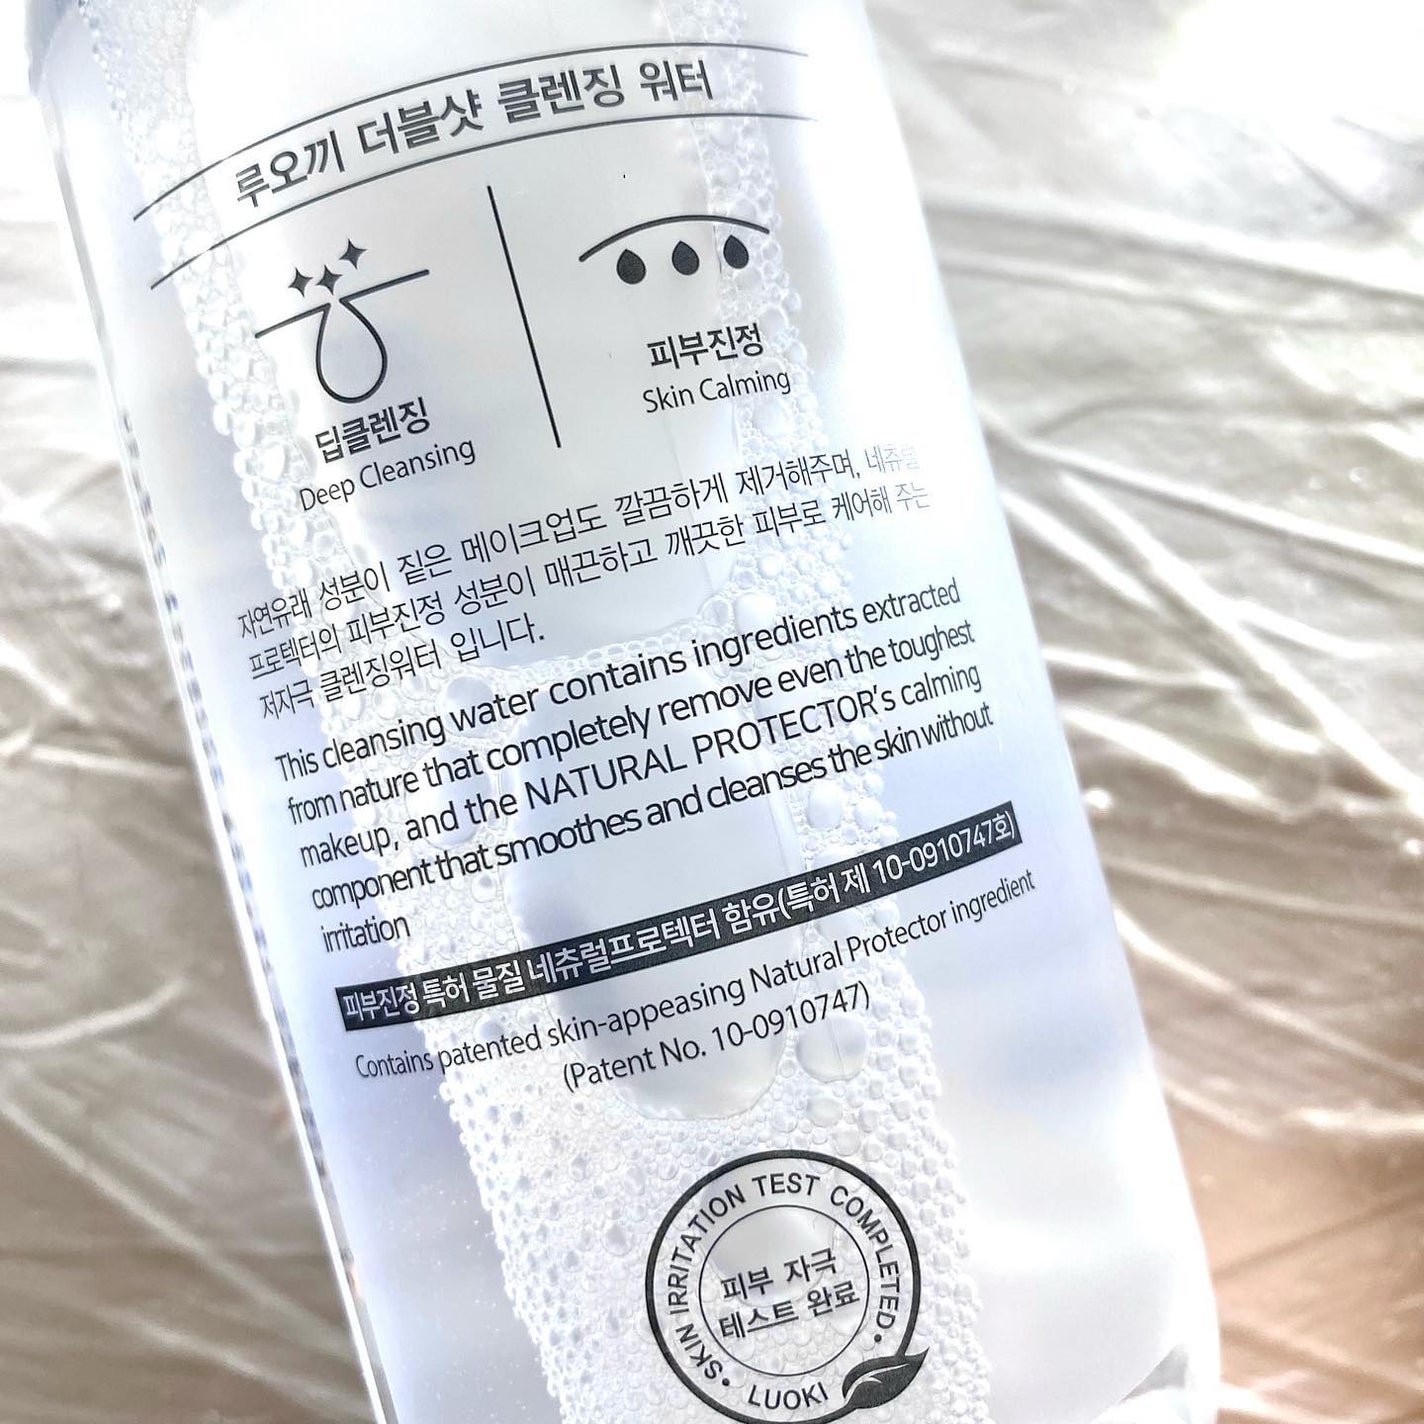 루오끼 더블샷 클렌징 워터
딥클렌징
Deep Cleansing
피부진정
Skin Calming
자연유래 성분이 짙은 메이크업도 깔끔하게 제거해주며, 네츄럴
프로텍터의 피부진정 성분이 매끈하고 깨끗한 피부로 케어해 주는
저자극 클렌징워터 입니다.
This cleansing water contains ingredients extracted
from nature that completely remove even the toughest
makeup, and the NATURAL PROTECTOR's calming
component that smoothes and cleanses the skin without
irritation
피부진정 특허 물질 네츄럴프로텍터 함유(특허 제 10-0910747호)
Contains patented skin-appeasing Natural Protector ingredient
(Patent No. 10-0910747)
• SKIN IRRITATION TEST COMPLETED •
피부 자극
테스트 완료
LUOKI